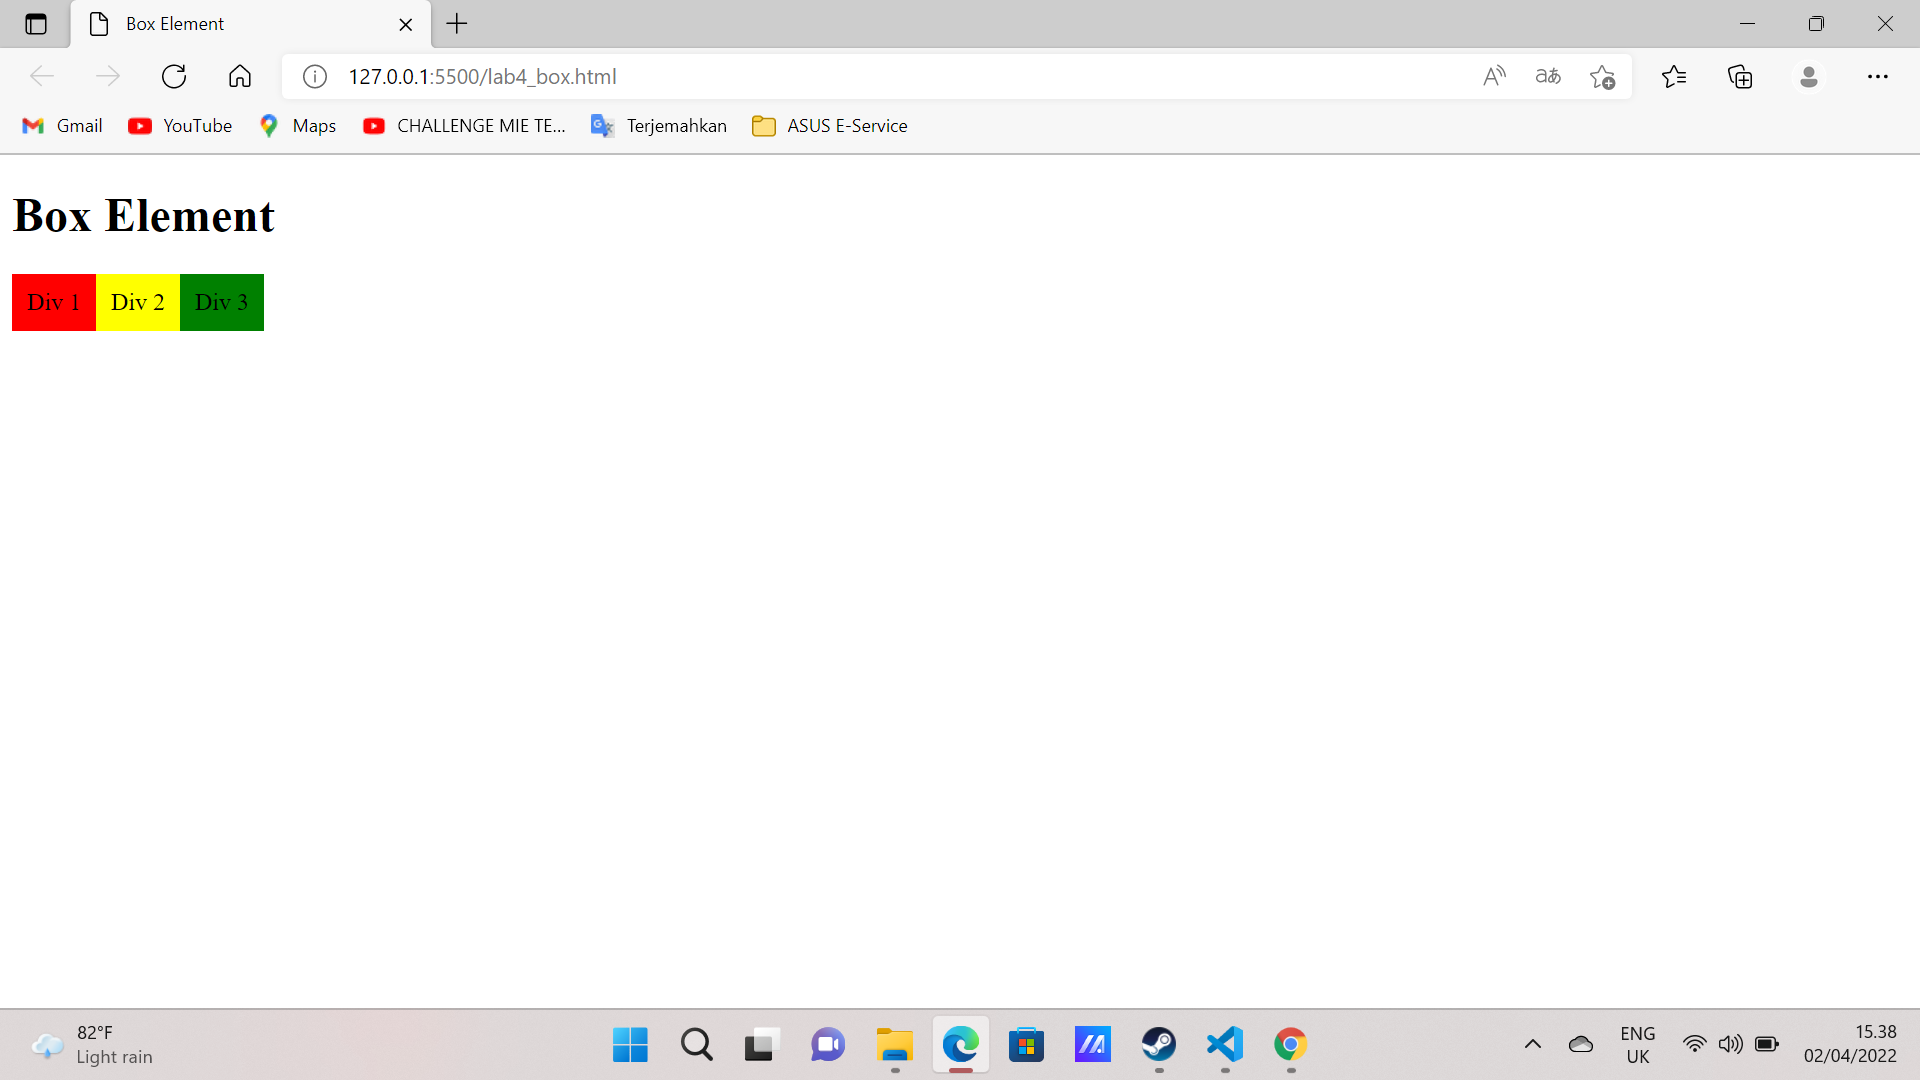 Box Element
127.0.0.1:5500/lab4_box.html
Gmail YouTube Maps CHALLENGE MIE TE... Terjemahkan ASUS E-Service
Box Element
Div 1 Div 2 Div 3
82°F
Light rain
ENG
UK
15.38
02/04/2022